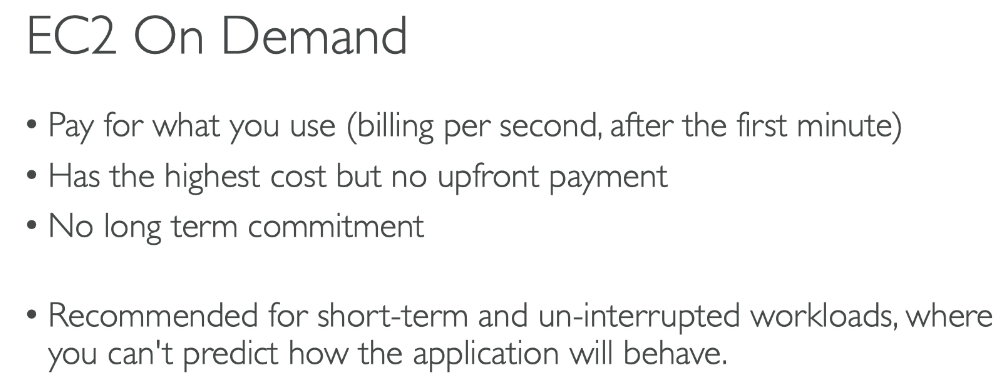 EC2 On Demand
• Pay for what you use (billing per second, after the first minute)
• Has the highest cost but no upfront payment
• No long term commitment
• Recommended for short-term and un-interrupted workloads, where
you can't predict how the application will behave.